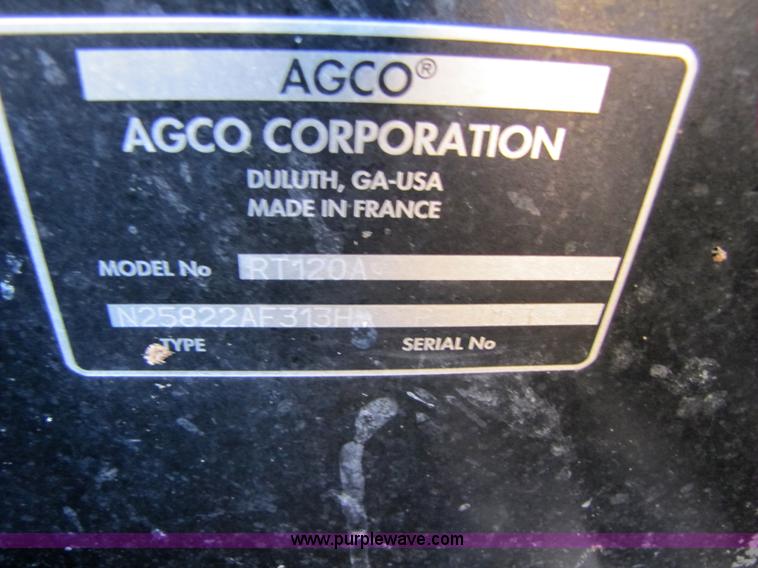 AGCO®
AGCO CORPORATION
DULUTH, GA-USA
MADE IN FRANCE
MODEL No RT120A
N25822AF313H
TYPE SERIAL No
www.purplewave.com